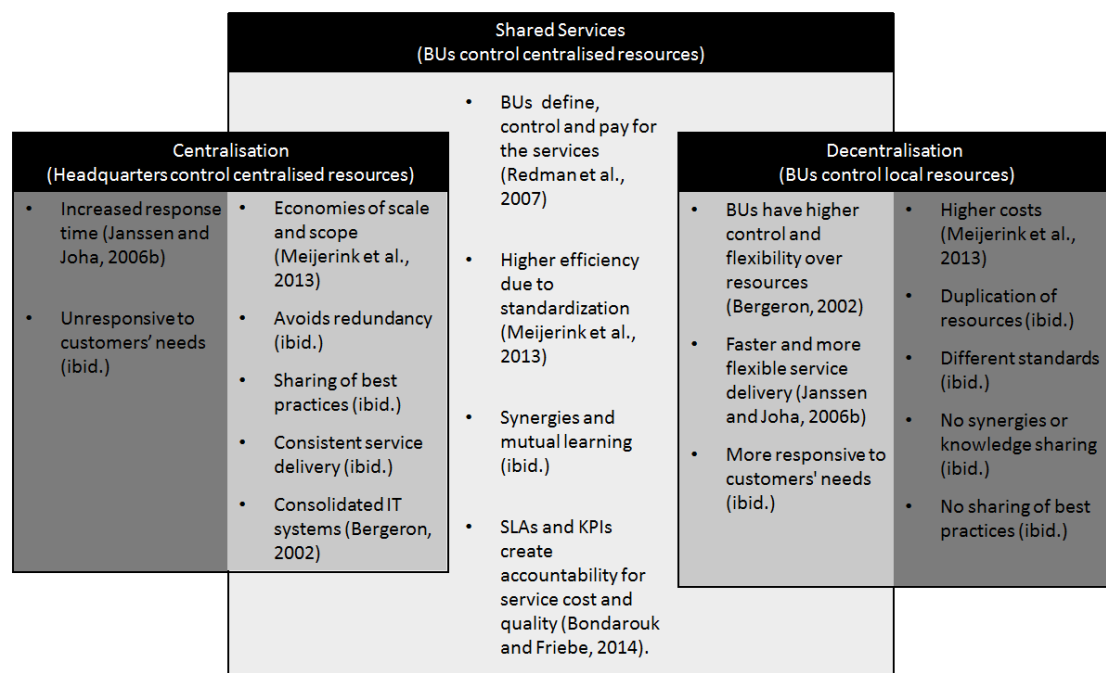 Shared Services
(BUs control centralised resources)
Centralisation
(Headquarters control centralised resources)
• Increased response
time (Janssen and
Joha, 2006b)
• Unresponsive to
customers’ needs
(ibid.)
• Economies of scale
and scope
(Meijerink et al.,
2013)
• Avoids redundancy
(ibid.)
• Sharing of best
practices (ibid.)
• Consistent service
delivery (ibid.)
• Consolidated IT
systems (Bergeron,
2002)
• BUs define,
control and pay for
the services
(Redman et al.,
2007)
• Higher efficiency
due to
standardization
(Meijerink et al.,
2013)
• Synergies and
mutual learning
(ibid.)
• SLAs and KPIs
create
accountability for
service cost and
quality (Bondarouk
and Friebe, 2014).
Decentralisation
(BUs control local resources)
• BUs have higher
control and
flexibility over
resources
(Bergeron, 2002)
• Faster and more
flexible service
delivery (Janssen
and Joha, 2006b)
• More responsive to
customers' needs
(ibid.)
• Higher costs
(Meijerink et al.,
2013)
• Duplication of
resources (ibid.)
• Different standards
(ibid.)
• No synergies or
knowledge sharing
(ibid.)
• No sharing of best
practices (ibid.)